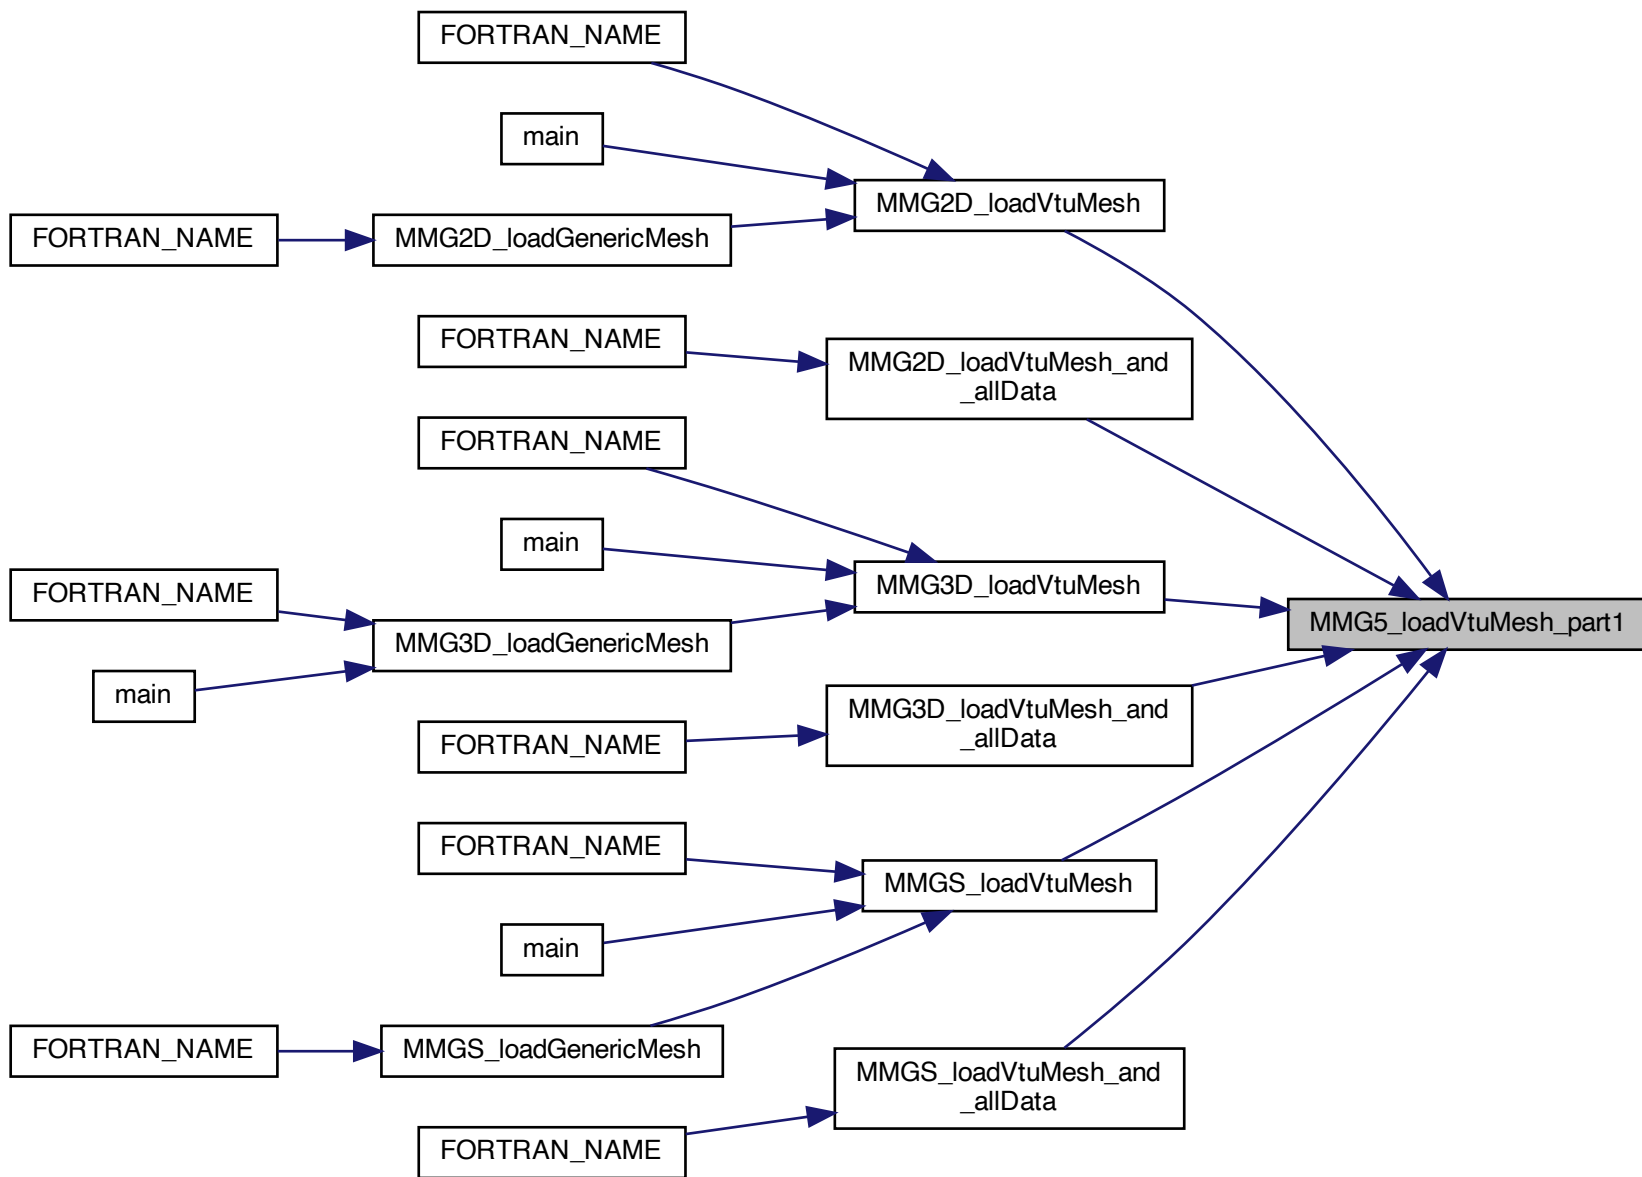 FORTRAN_NAME
main
MMG2D_loadVtuMesh
FORTRAN_NAME
MMG2D_loadGenericMesh
FORTRAN_NAME
MMG2D_loadVtuMesh_and
_allData
FORTRAN_NAME
main
MMG3D_loadVtuMesh
FORTRAN_NAME
MMG5_loadVtuMesh_part1
MMG3D_loadGenericMesh
main
MMG3D_loadVtuMesh_and
_allData
FORTRAN_NAME
FORTRAN_NAME
MMGS_loadVtuMesh
main
FORTRAN_NAME
MMGS_loadGenericMesh
MMGS_loadVtuMesh_and
_allData
FORTRAN_NAME